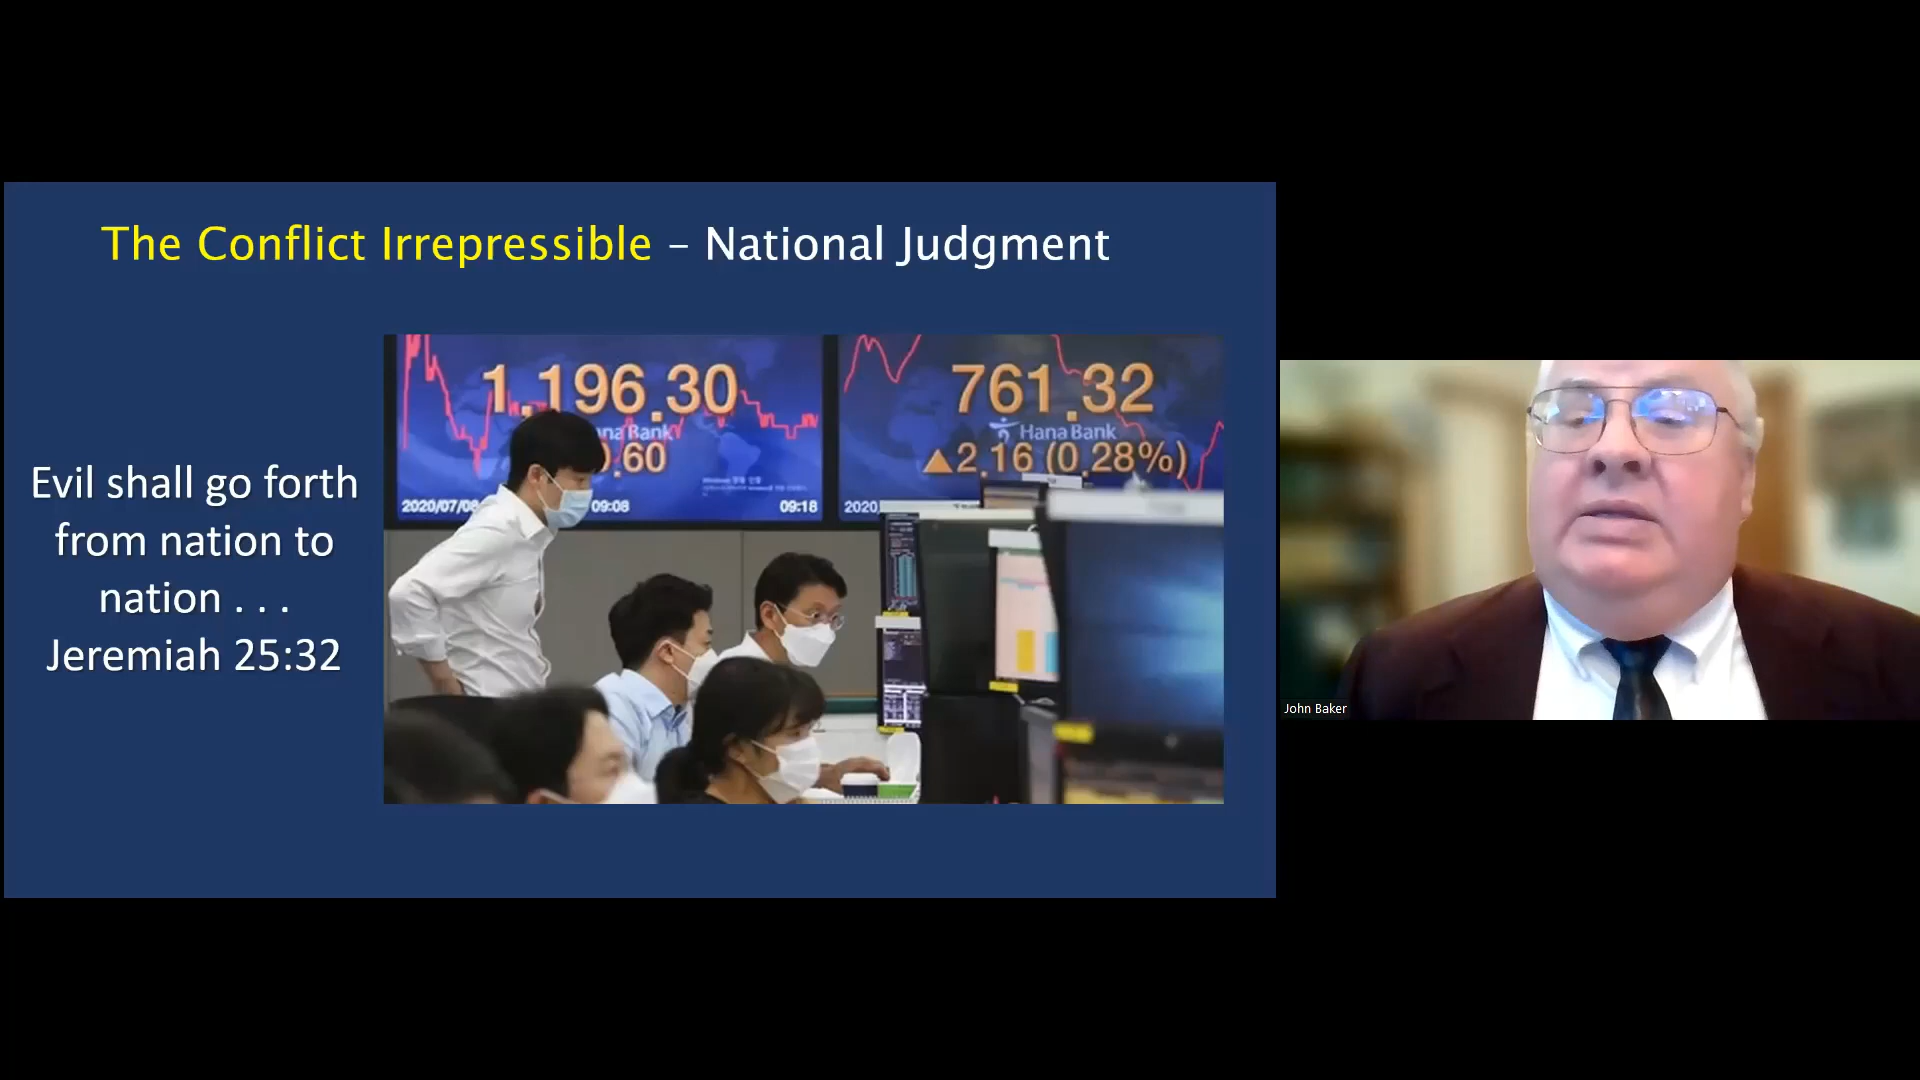 The Conflict Irrepressible – National Judgment
Evil shall go forth
from nation to
nation . . .
Jeremiah 25:32
1,196.30
Bank
.60
2020/07/08
09:08
09:18
761.32
Hana Bank
▲2.16 (0.28%)
2020
John Baker